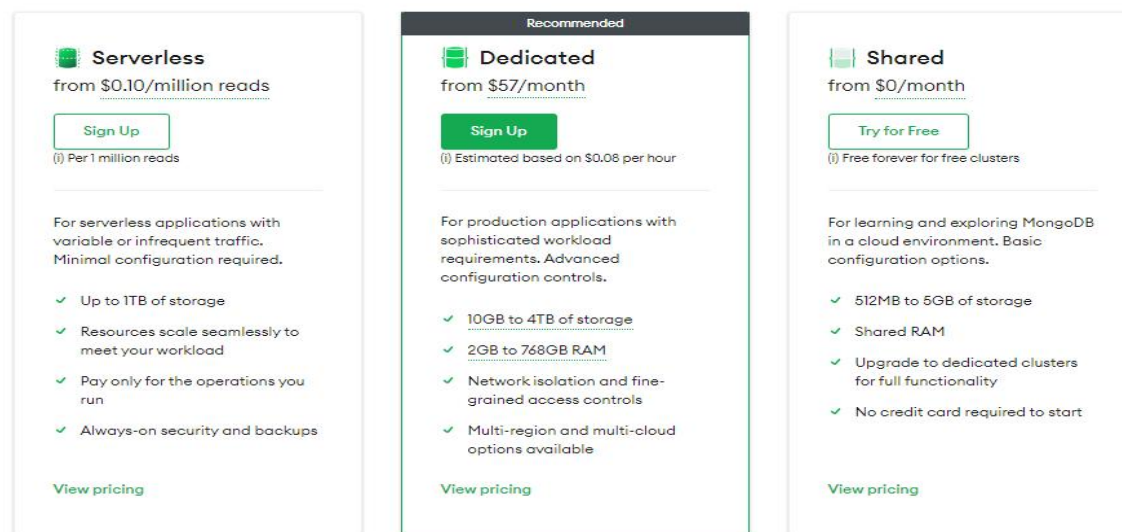 Recommended
Serverless
from $0.10/million reads
Sign Up
(i) Per 1 million reads
For serverless applications with
variable or infrequent traffic.
Minimal configuration required.
Up to 1TB of storage
Resources scale seamlessly to
meet your workload
Pay only for the operations you
run
Always-on security and backups
View pricing
Dedicated
from $57/month
Sign Up
(i) Estimated based on $0.08 per hour
For production applications with
sophisticated workload
requirements. Advanced
configuration controls.
10GB to 4TB of storage
2GB to 768GB RAM
Network isolation and fine-
grained access controls
Multi-region and multi-cloud
options available
View pricing
Shared
from $0/month
Try for Free
(i) Free forever for free clusters
For learning and exploring MongoDB
in a cloud environment. Basic
configuration options.
512MB to 5GB of storage
Shared RAM
Upgrade to dedicated clusters
for full functionality
No credit card required to start
View pricing